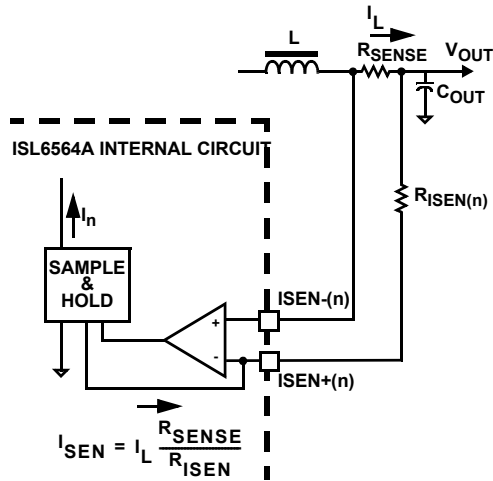 I_L
L
R_SENSE
V_OUT
C_OUT
ISL6564A INTERNAL CIRCUIT
R_ISEN(n)
I_n
SAMPLE
&
HOLD
ISEN-(n)
+
-
ISEN+(n)
I_SEN = I_L R_SENSE / R_ISEN